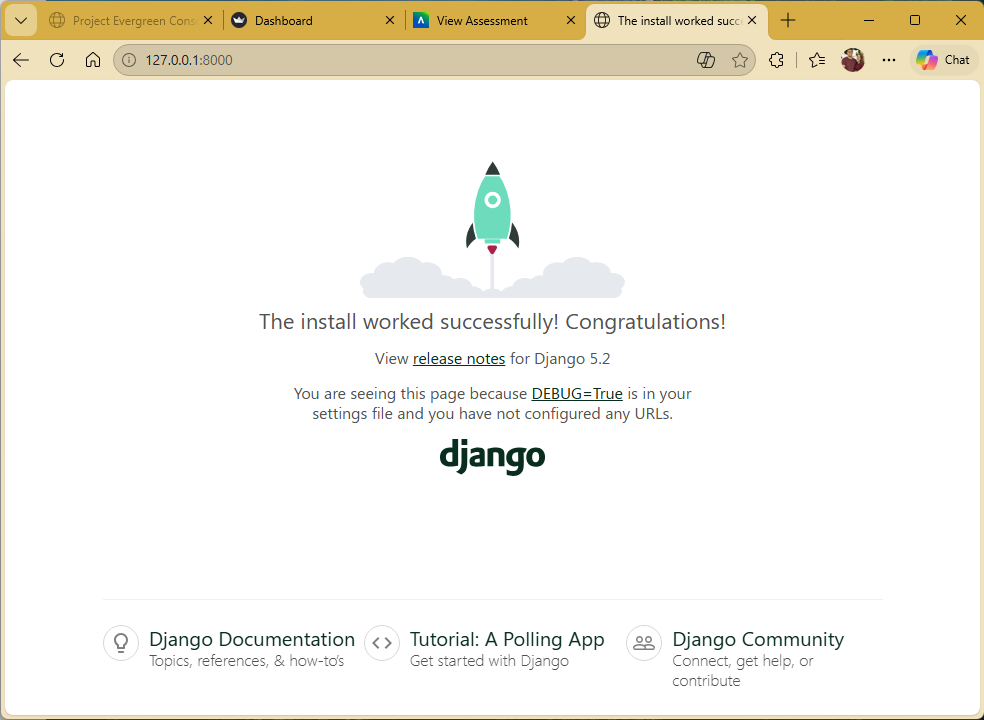 Project Evergreen Cons
Dashboard
View Assessment
The install worked succ
127.0.0.1:8000
Chat
The install worked successfully! Congratulations!
View release notes for Django 5.2
You are seeing this page because DEBUG=True is in your
settings file and you have not configured any URLs.
django
Django Documentation
Topics, references, & how-to's
Tutorial: A Polling App
Get started with Django
Django Community
Connect, get help, or
contribute